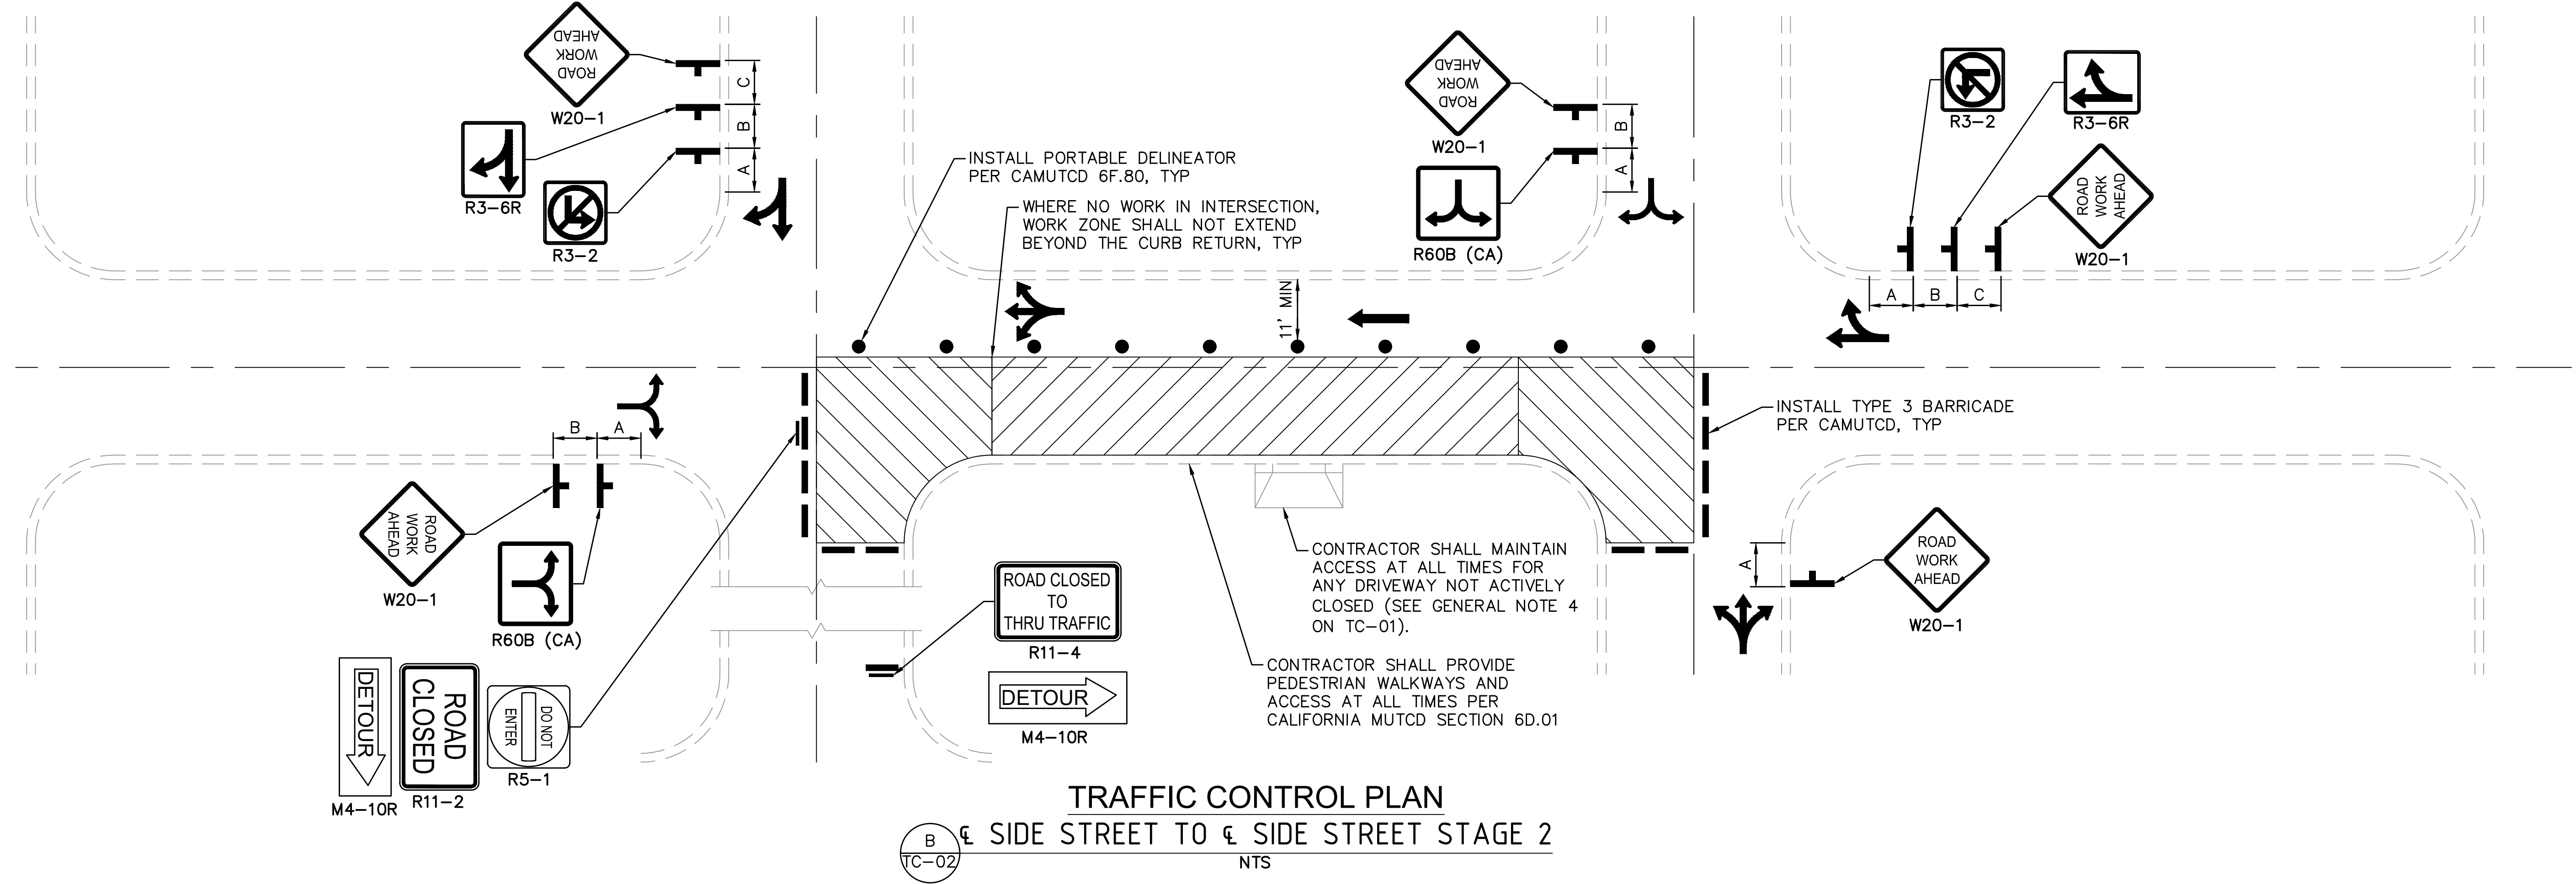 ROAD
WORK
AHEAD
W20-1
R3-6R
R3-2
C
B
A
INSTALL PORTABLE DELINEATOR
PER CAMUTCD 6F.80, TYP
WHERE NO WORK IN INTERSECTION,
WORK ZONE SHALL NOT EXTEND
BEYOND THE CURB RETURN, TYP
ROAD
WORK
AHEAD
W20-1
R60B (CA)
B
A
11' MIN
R3-2
R3-6R
ROAD
WORK
AHEAD
W20-1
A
B
C
INSTALL TYPE 3 BARRICADE
PER CAMUTCD, TYP
B
A
ROAD
WORK
AHEAD
W20-1
R60B (CA)
DETOUR
M4-10R
ROAD
CLOSED
R11-2
DO NOT
ENTER
R5-1
ROAD CLOSED
TO
THRU TRAFFIC
R11-4
DETOUR
M4-10R
CONTRACTOR SHALL MAINTAIN
ACCESS AT ALL TIMES FOR
ANY DRIVEWAY NOT ACTIVELY
CLOSED (SEE GENERAL NOTE 4
ON TC-01).
CONTRACTOR SHALL PROVIDE
PEDESTRIAN WALKWAYS AND
ACCESS AT ALL TIMES PER
CALIFORNIA MUTCD SECTION 6D.01
A
ROAD
WORK
AHEAD
W20-1
TRAFFIC CONTROL PLAN
℄ SIDE STREET TO ℄ SIDE STREET STAGE 2
B
TC-02
NTS